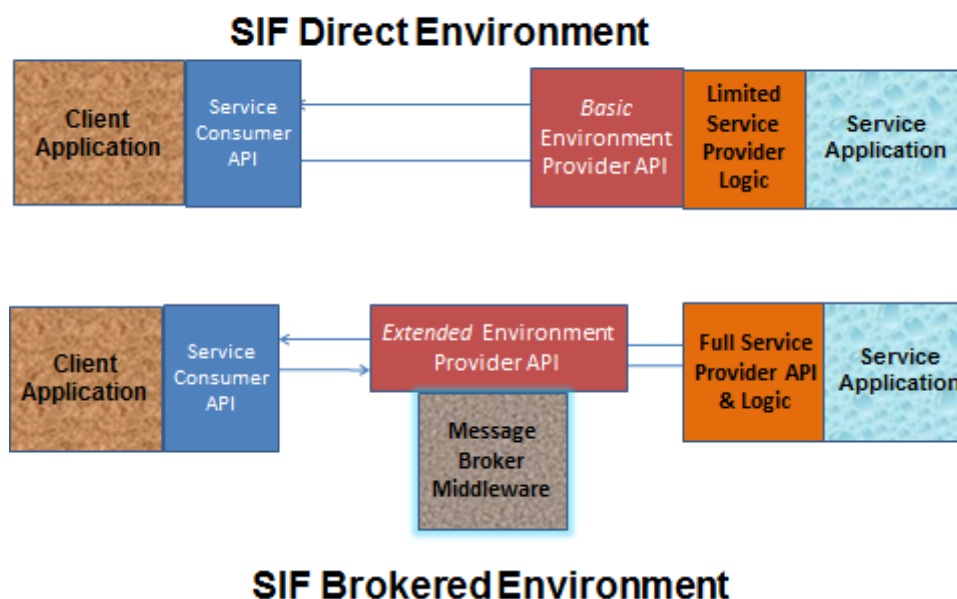 SIF Direct Environment
Client
Application
Service
Consumer
API
Basic
Environment
Provider API
Limited
Service
Provider
Logic
Service
Application
Client
Application
Service
Consumer
API
Extended Environment
Provider API
Message
Broker
Middleware
Full Service
Provider API
& Logic
Service
Application
SIF Brokered Environment